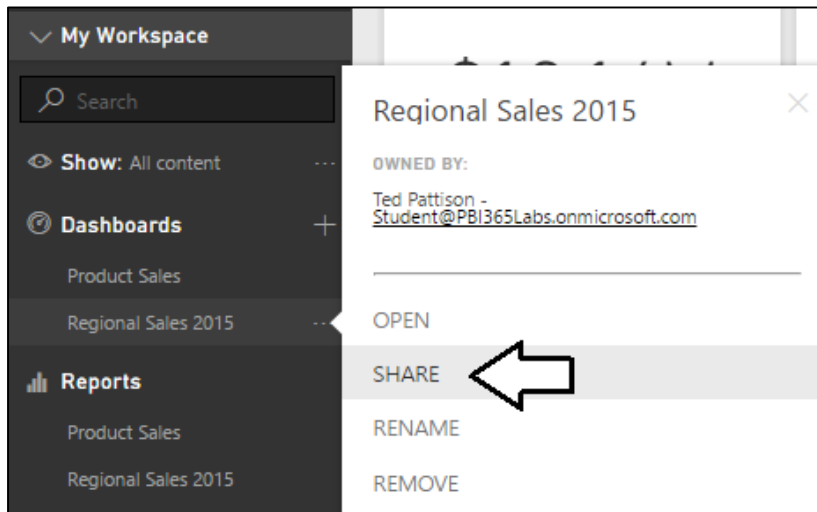 My Workspace
Search
Show: All content ...
Dashboards +
Product Sales
Regional Sales 2015 ...
Reports
Product Sales
Regional Sales 2015
Regional Sales 2015
OWNED BY:
Ted Pattison -
Student@PBI365Labs.onmicrosoft.com
OPEN
SHARE
RENAME
REMOVE